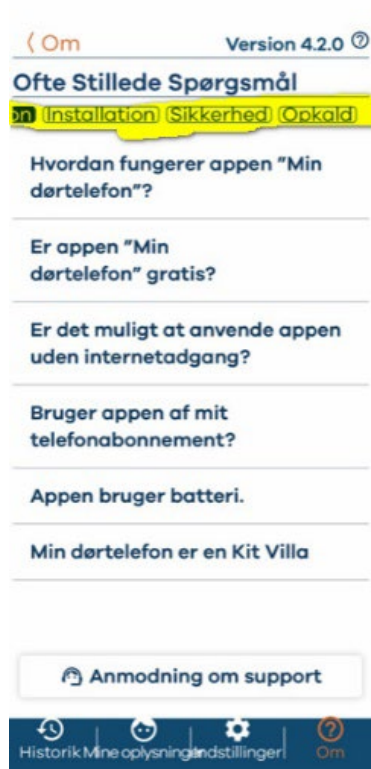 〈 Om Version 4.2.0 ?
Ofte Stillede Spørgsmål
on Installation Sikkerhed Opkald
Hvordan fungerer appen ”Min
dørtelefon”?
Er appen ”Min
dørtelefon” gratis?
Er det muligt at anvende appen
uden internetadgang?
Bruger appen af mit
telefonabonnement?
Appen bruger batteri.
Min dørtelefon er en Kit Villa
Anmodning om support
Historik Mine oplysninger Indstillinger Om